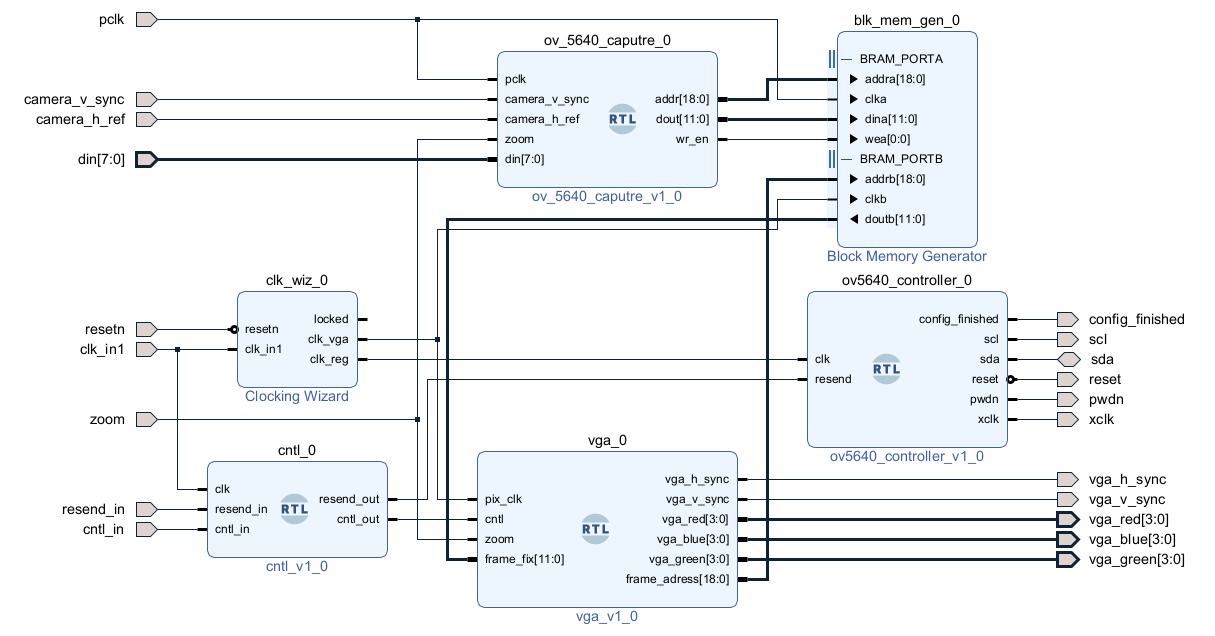 pclk
camera_v_sync
camera_h_ref
din[7:0]
ov_5640_caputre_0
pclk
camera_v_sync
camera_h_ref
zoom
din[7:0]
RTL
addr[18:0]
dout[11:0]
wr_en
ov_5640_caputre_v1_0
blk_mem_gen_0
BRAM_PORTA
addra[18:0]
clka
dina[11:0]
wea[0:0]
BRAM_PORTB
addrb[18:0]
clkb
doutb[11:0]
Block Memory Generator
resetn
clk_in1
zoom
clk_wiz_0
resetn
clk_in1
locked
clk_vga
clk_reg
Clocking Wizard
ov5640_controller_0
clk
resend
RTL
config_finished
scl
sda
reset
pwdn
xclk
ov5640_controller_v1_0
config_finished
scl
sda
reset
pwdn
xclk
resend_in
cntl_in
cntl_0
clk
resend_in
cntl_in
RTL
resend_out
cntl_out
cntl_v1_0
vga_0
pix_clk
cntl
zoom
frame_fix[11:0]
RTL
vga_h_sync
vga_v_sync
vga_red[3:0]
vga_blue[3:0]
vga_green[3:0]
frame_adress[18:0]
vga_v1_0
vga_h_sync
vga_v_sync
vga_red[3:0]
vga_blue[3:0]
vga_green[3:0]